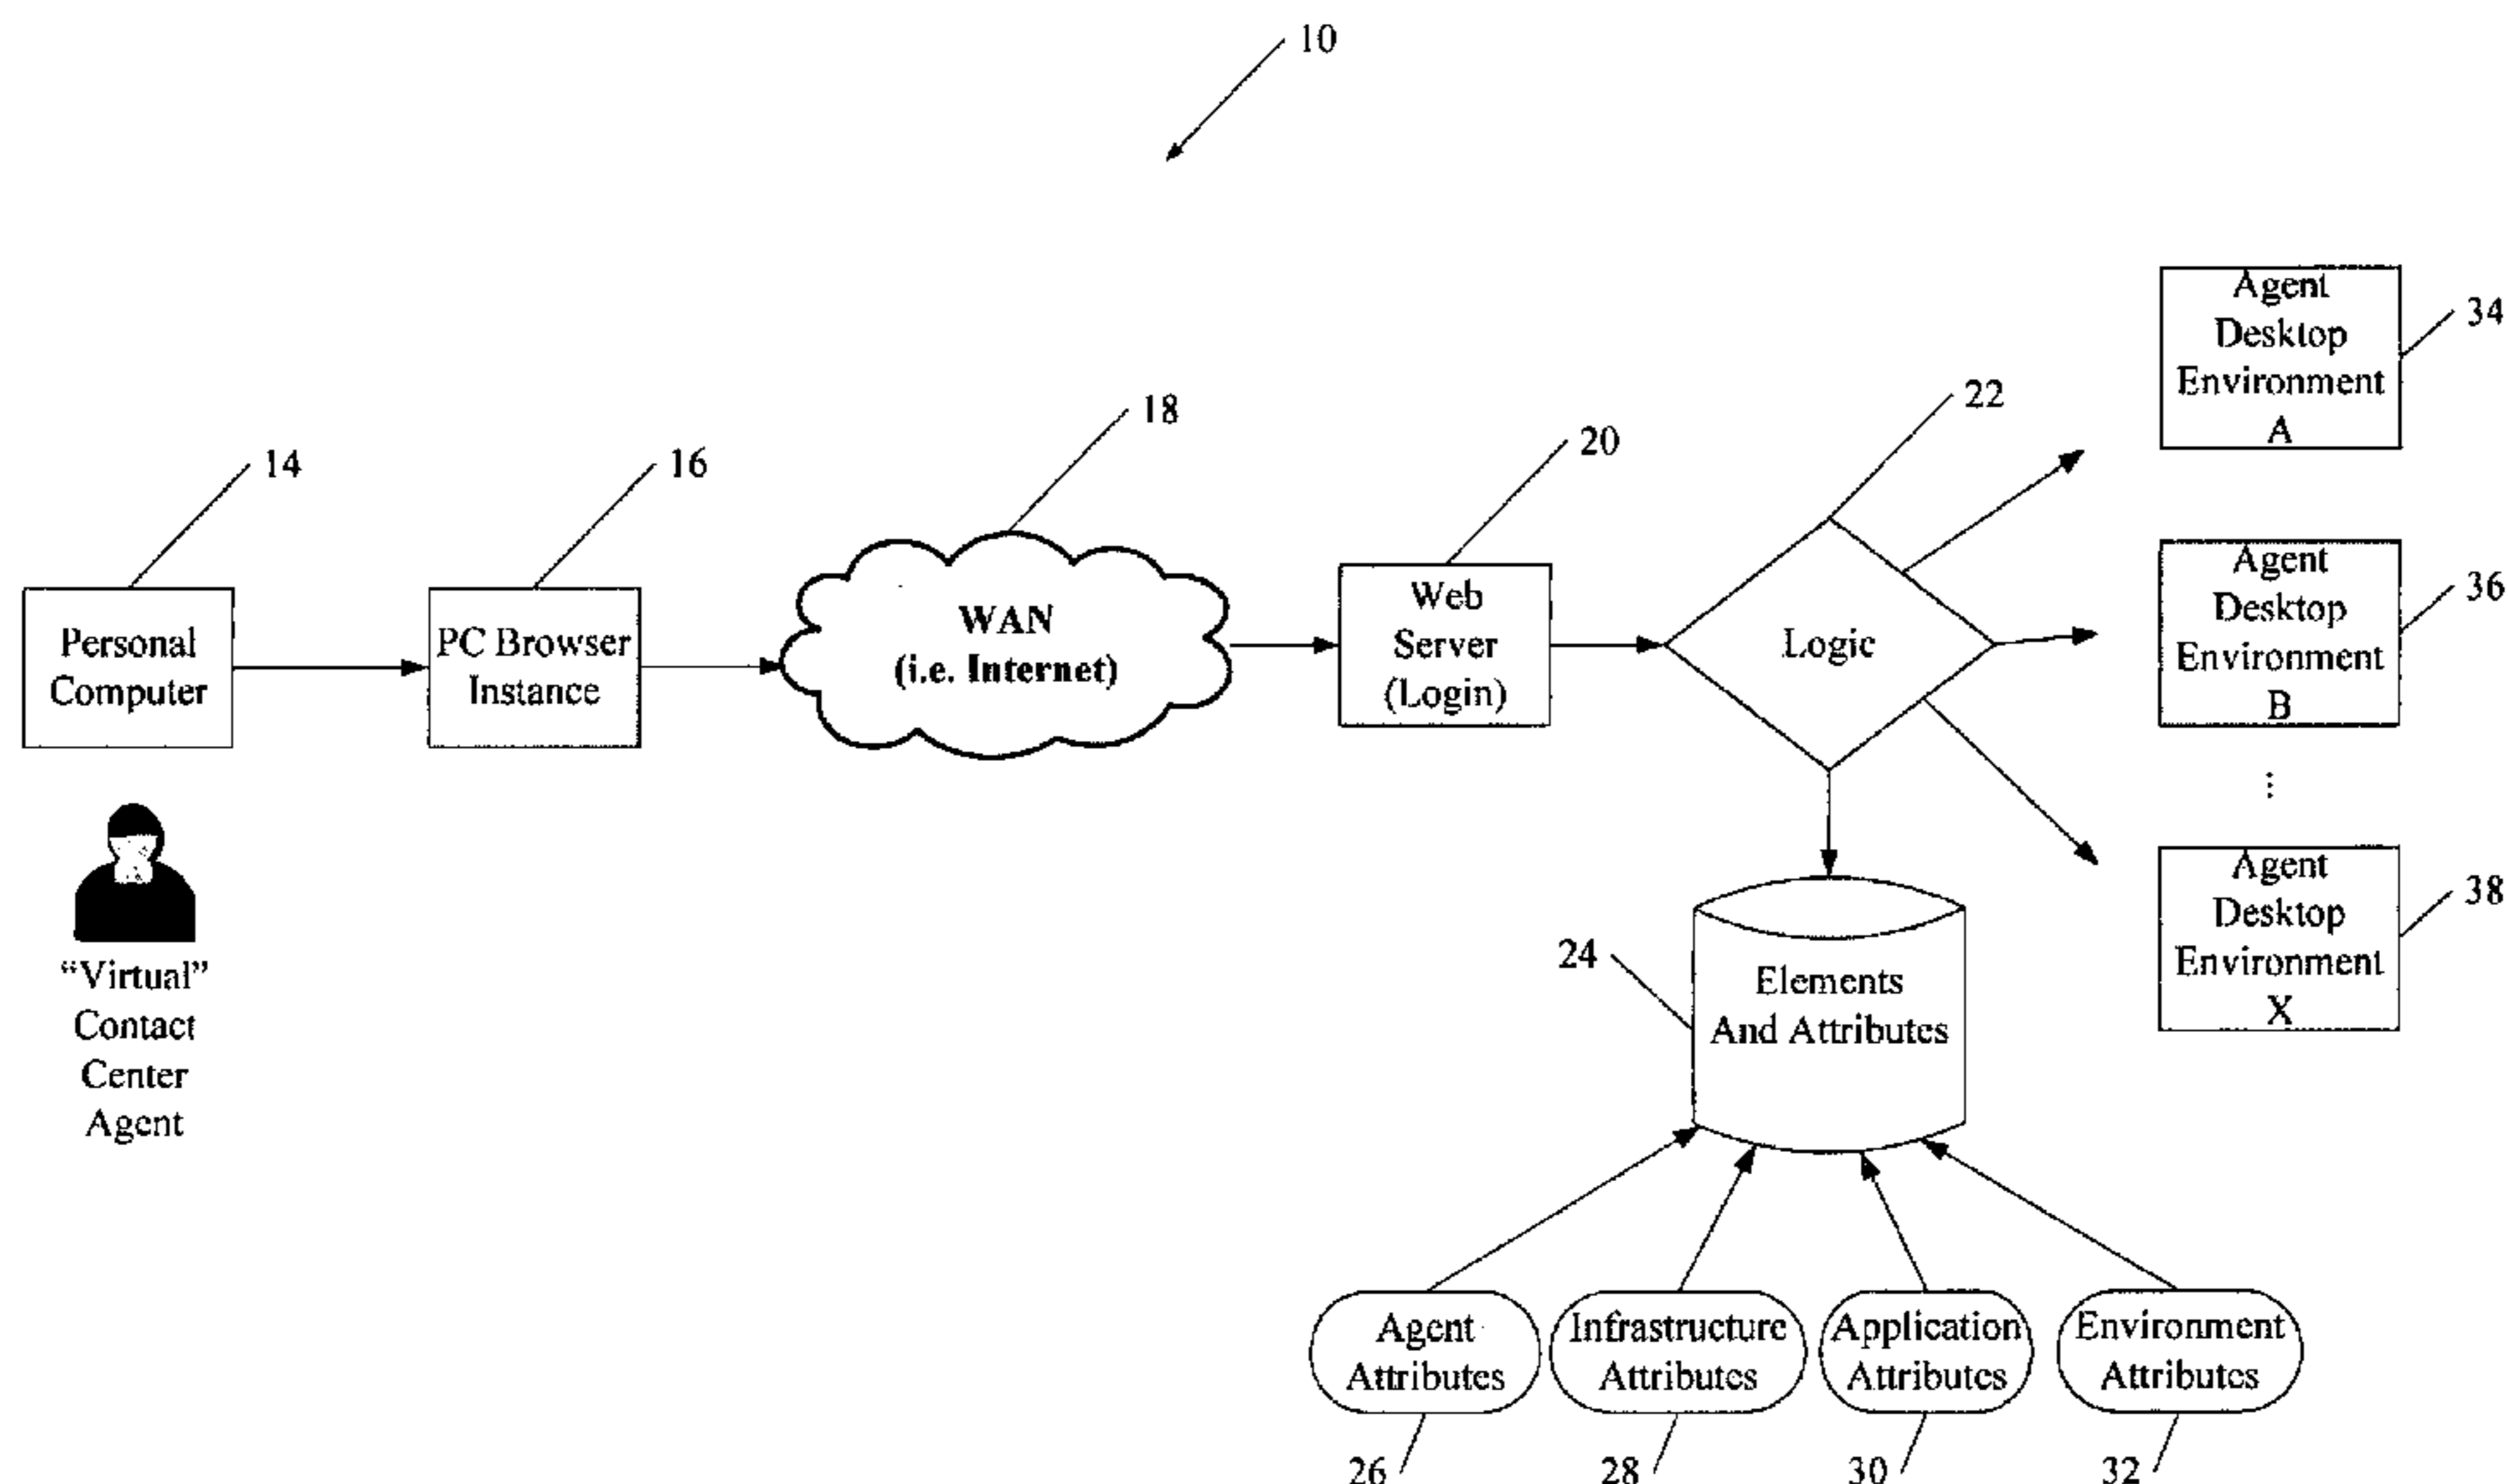 10
14
Personal
Computer
“Virtual”
Contact
Center
Agent
16
PC Browser
Instance
18
WAN
(i.e. Internet)
20
Web
Server
(Login)
22
Logic
24
Elements
And Attributes
Agent
Attributes
26
Infrastructure
Attributes
28
Application
Attributes
30
Environment
Attributes
32
Agent
Desktop
Environment
A
34
Agent
Desktop
Environment
B
36
...
Agent
Desktop
Environment
X
38